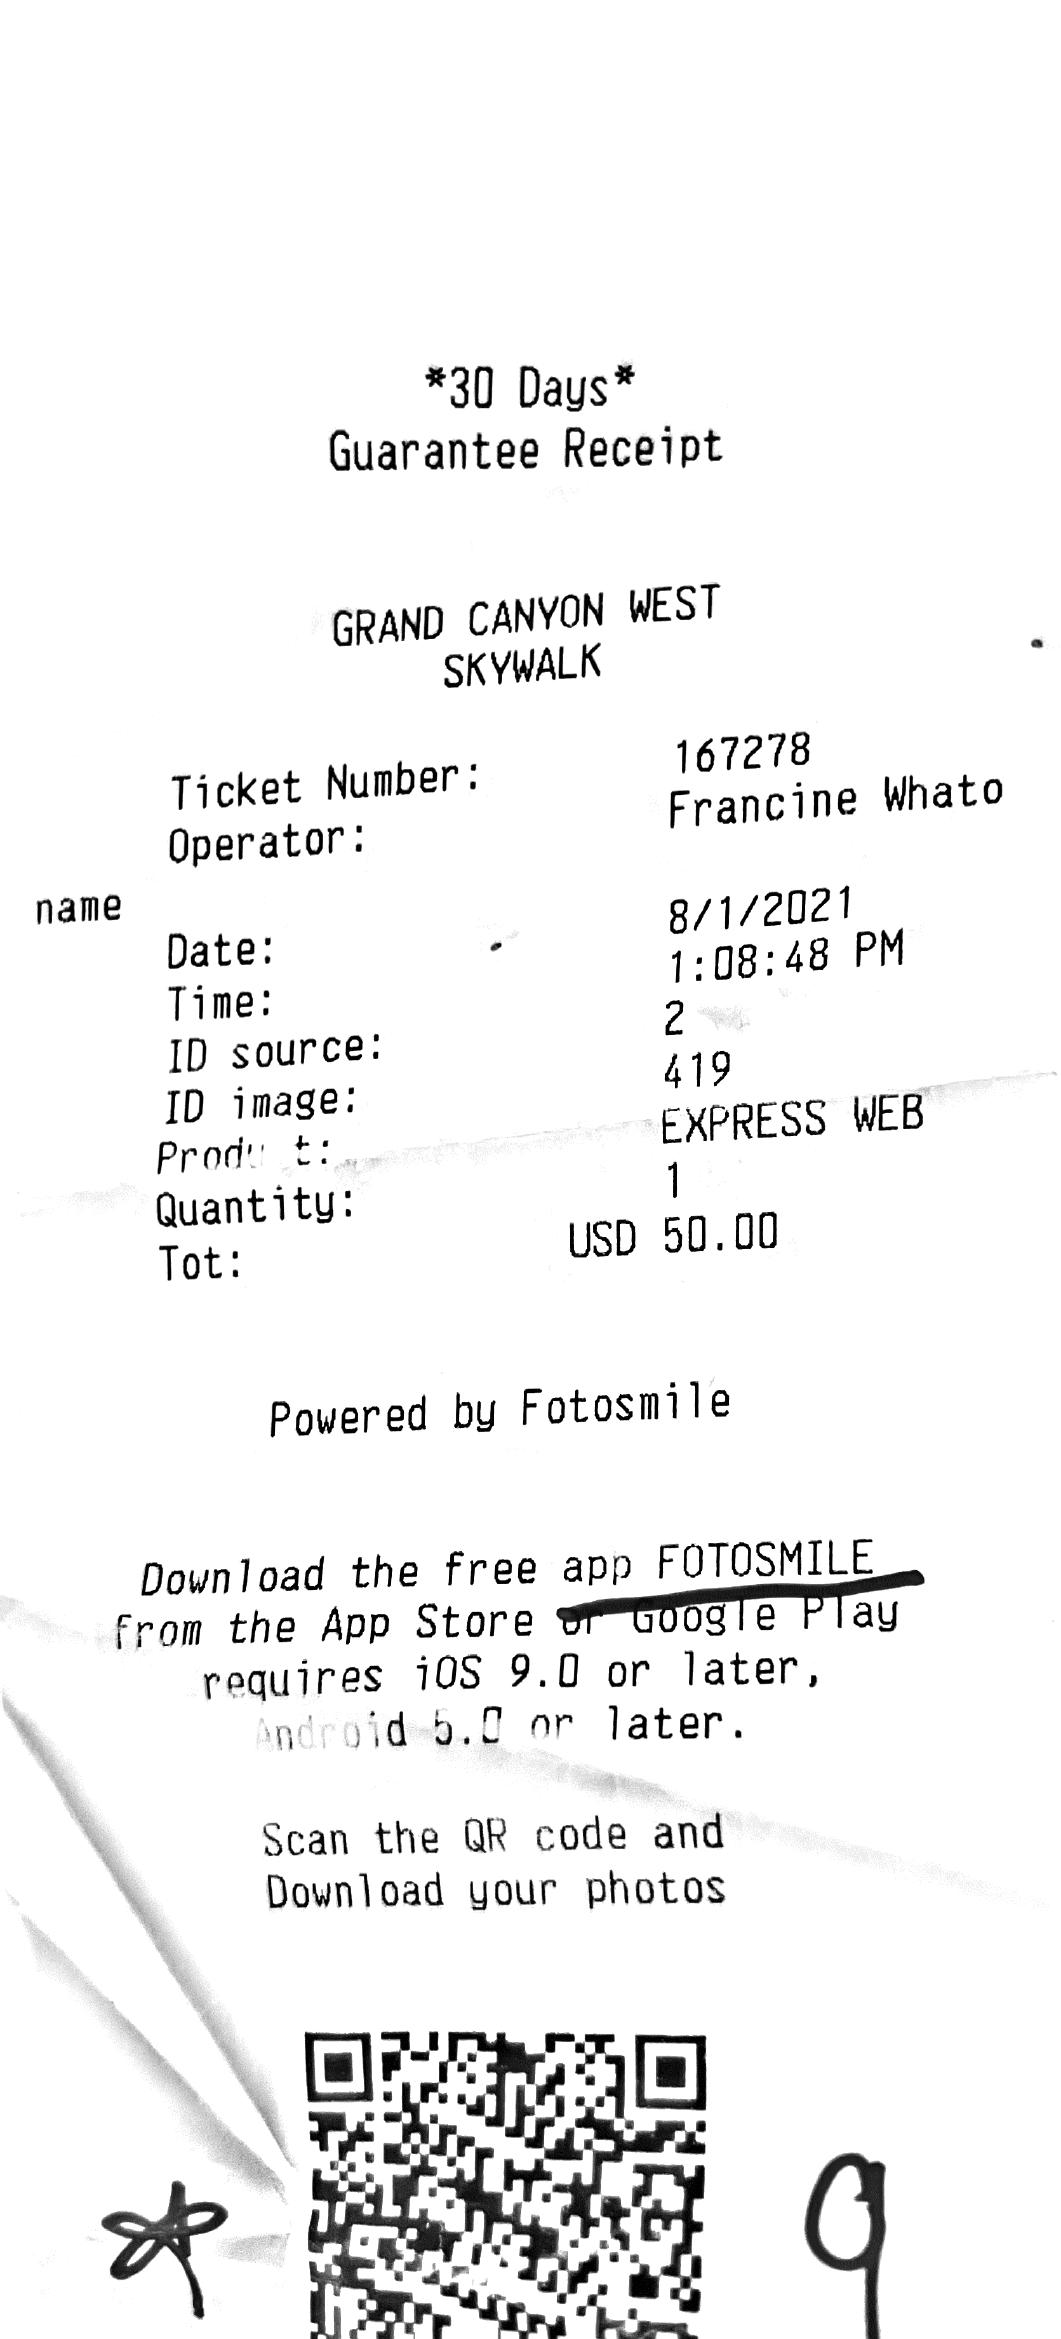 *30 Days*
Guarantee Receipt
GRAND CANYON WEST
SKYWALK
Ticket Number: 167278
Operator: Francine Whato
name
Date: 8/1/2021
Time: 1:08:48 PM
ID source: 2
ID image: 419
Product: EXPRESS WEB
Quantity: 1
Tot: USD 50.00
Powered by Fotosmile
Download the free app FOTOSMILE
from the App Store or Google Play
requires iOS 9.0 or later,
Android 5.0 or later.
Scan the QR code and
Download your photos
9